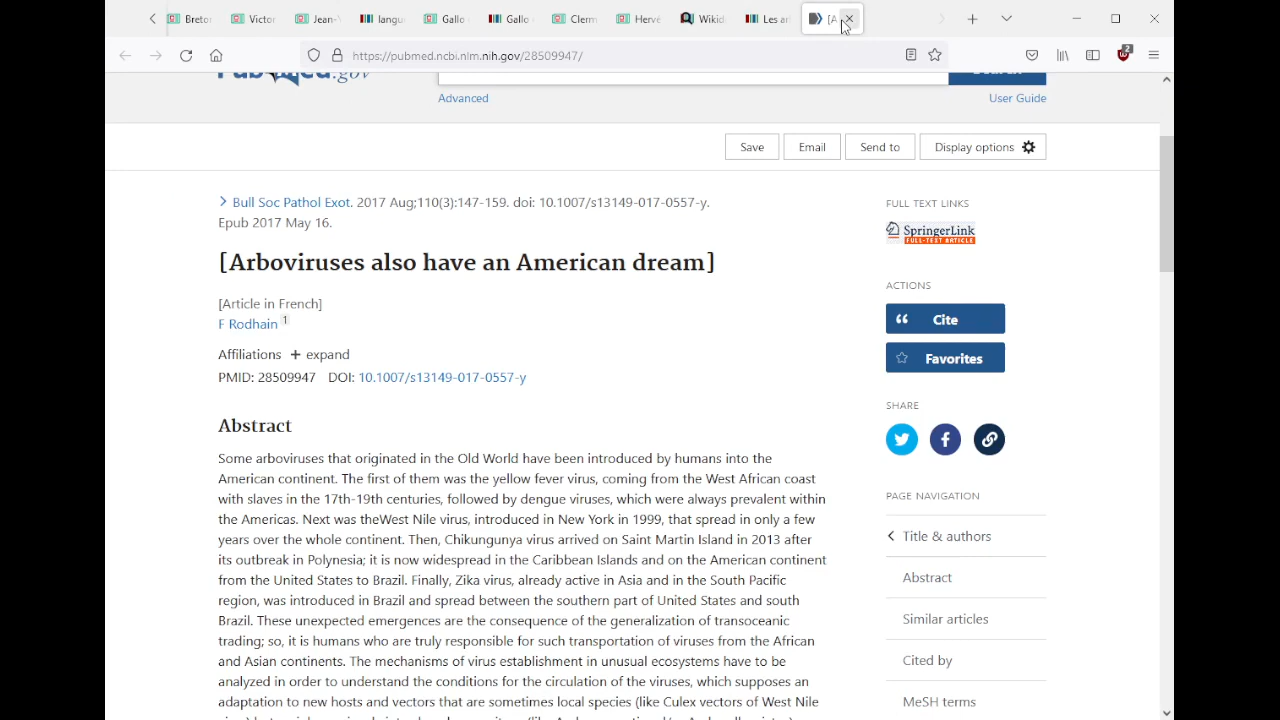 Breto
Victor
Jean-
langu
Gallo
Gallo
Clerm
Hervé
Wikid
Les ar
[A
https://pubmed.ncbi.nlm.nih.gov/28509947/
2
PubMed.gov
Search
Advanced
User Guide
Save
Email
Send to
Display options
Bull Soc Pathol Exot. 2017 Aug;110(3):147-159. doi: 10.1007/s13149-017-0557-y.
Epub 2017 May 16.
[Arboviruses also have an American dream]
[Article in French]
F Rodhain 1
Affiliations + expand
PMID: 28509947 DOI: 10.1007/s13149-017-0557-y
Abstract
Some arboviruses that originated in the Old World have been introduced by humans into the
American continent. The first of them was the yellow fever virus, coming from the West African coast
with slaves in the 17th-19th centuries, followed by dengue viruses, which were always prevalent within
the Americas. Next was theWest Nile virus, introduced in New York in 1999, that spread in only a few
years over the whole continent. Then, Chikungunya virus arrived on Saint Martin Island in 2013 after
its outbreak in Polynesia; it is now widespread in the Caribbean Islands and on the American continent
from the United States to Brazil. Finally, Zika virus, already active in Asia and in the South Pacific
region, was introduced in Brazil and spread between the southern part of United States and south
Brazil. These unexpected emergences are the consequence of the generalization of transoceanic
trading; so, it is humans who are truly responsible for such transportation of viruses from the African
and Asian continents. The mechanisms of virus establishment in unusual ecosystems have to be
analyzed in order to understand the conditions for the circulation of the viruses, which supposes an
adaptation to new hosts and vectors that are sometimes local species (like Culex vectors of West Nile
FULL TEXT LINKS
SpringerLink
FULL-TEXT ARTICLE
ACTIONS
Cite
Favorites
SHARE
PAGE NAVIGATION
Title & authors
Abstract
Similar articles
Cited by
MeSH terms